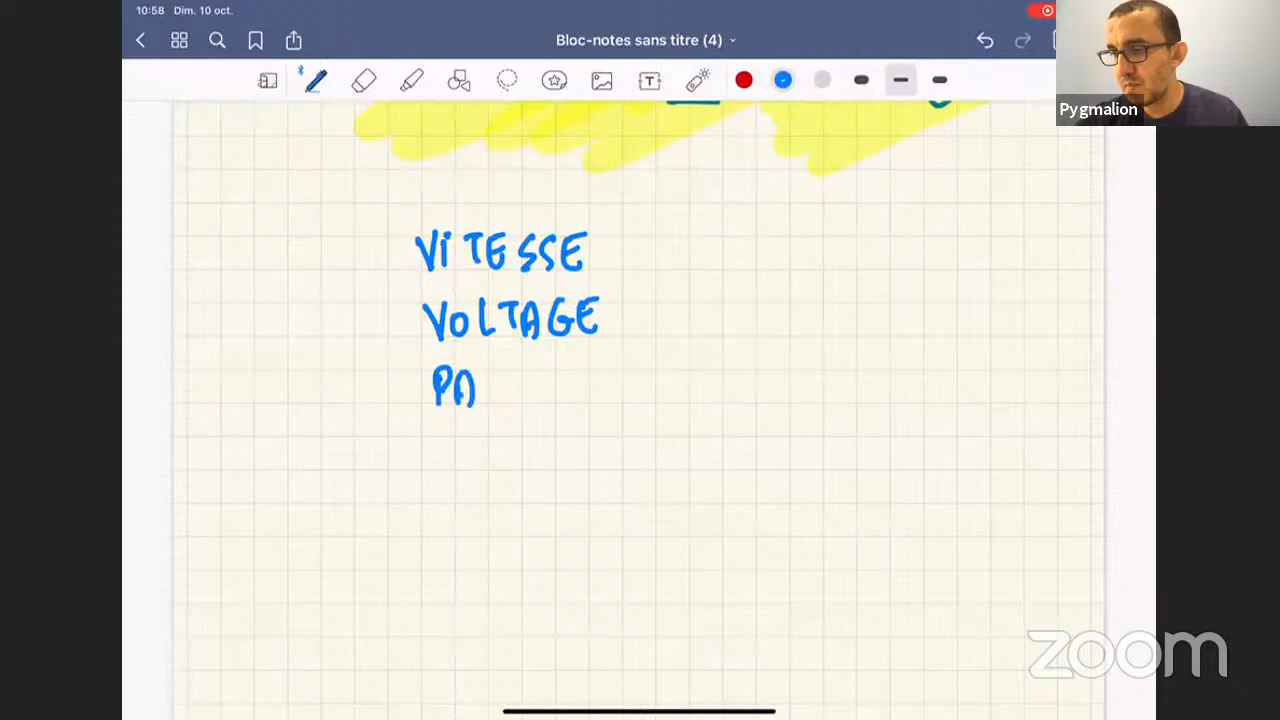 10:58 Dim. 10 oct.
Bloc-notes sans titre (4)
T
Pygmalion
VITESSE
VOLTAGE
PA
zoom